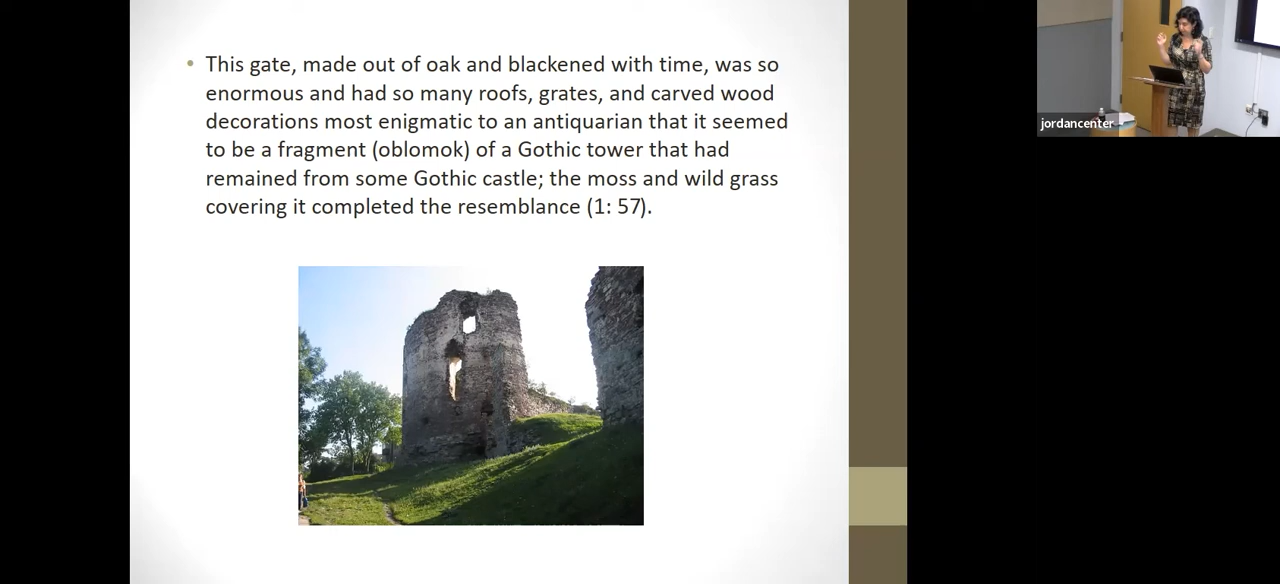 • This gate, made out of oak and blackened with time, was so
enormous and had so many roofs, grates, and carved wood
decorations most enigmatic to an antiquarian that it seemed
to be a fragment (oblomok) of a Gothic tower that had
remained from some Gothic castle; the moss and wild grass
covering it completed the resemblance (1: 57).
jordancenter